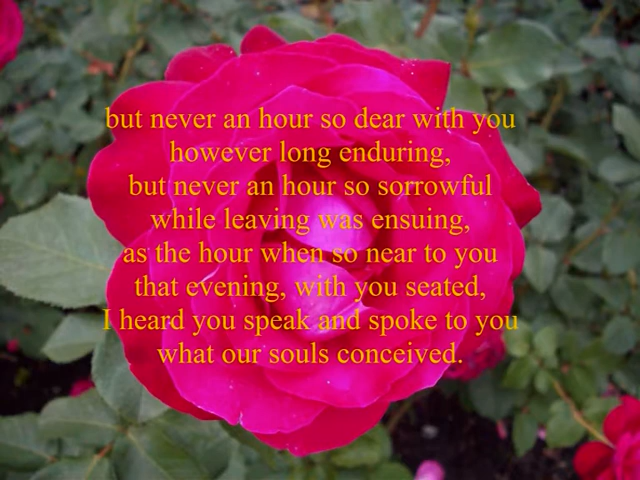 but never an hour so dear with you
however long enduring,
but never an hour so sorrowful
while leaving was ensuing,
as the hour when so near to you
that evening, with you seated,
I heard you speak and spoke to you
what our souls conceived.